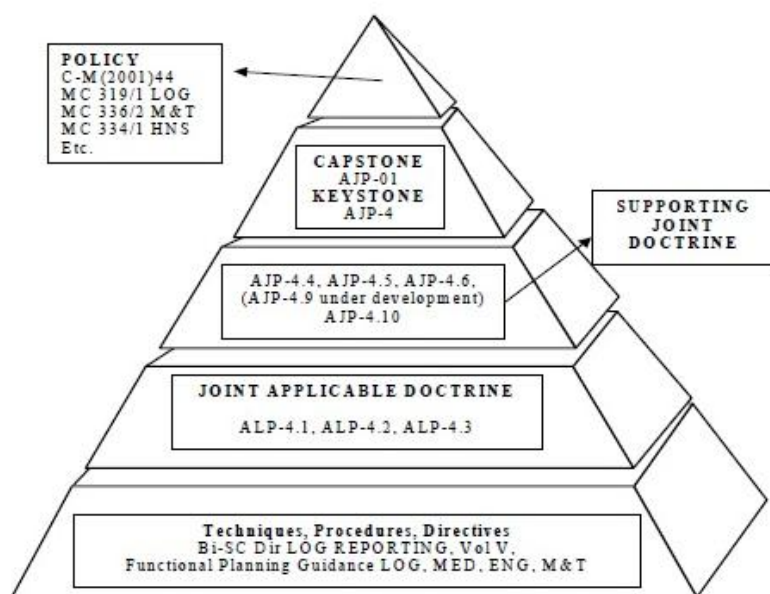 POLICY
C-M(2001)44
MC 319/1 LOG
MC 336/2 M&T
MC 334/1 HNS
Etc.
CAPSTONE
AJP-01
KEYSTONE
AJP-4
SUPPORTING
JOINT
DOCTRINE
AJP-4.4, AJP-4.5, AJP-4.6,
(AJP-4.9 under development)
AJP-4.10
JOINT APPLICABLE DOCTRINE
ALP-4.1, ALP-4.2, ALP-4.3
Techniques, Procedures, Directives
Bi-SC Dir LOG REPORTING, Vol V,
Functional Planning Guidance LOG, MED, ENG, M&T